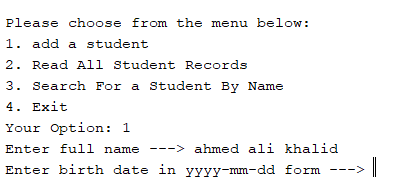 Please choose from the menu below:
1. add a student
2. Read All Student Records
3. Search For a Student By Name
4. Exit
Your Option: 1
Enter full name ---> ahmed ali khalid
Enter birth date in yyyy-mm-dd form --->